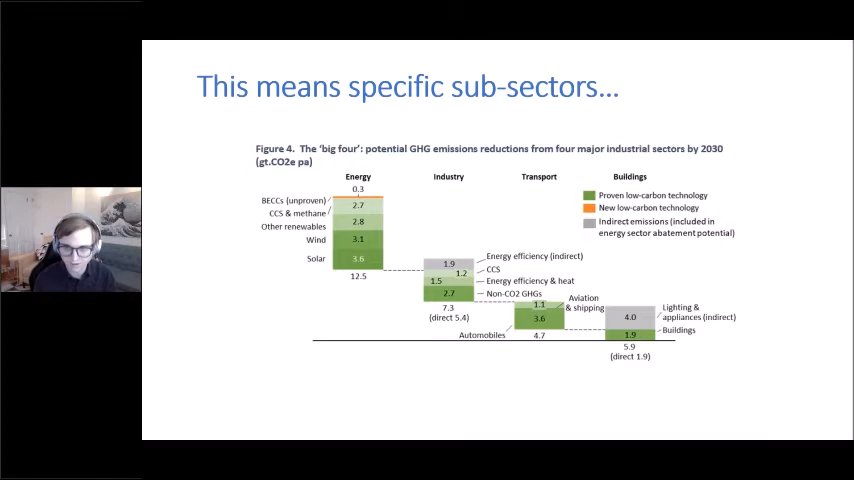 This means specific sub-sectors...
Figure 4. The 'big four': potential GHG emissions reductions from four major industrial sectors by 2030
(gt.CO2e pa)
Energy
Industry
Transport
Buildings
0.3
BECCs (unproven)
2.7
CCS & methane
Other renewables
2.8
Wind
3.1
Solar
3.6
12.5
Proven low-carbon technology
New low-carbon technology
Indirect emissions (included in
energy sector abatement potential)
1.9
Energy efficiency (indirect)
1.2
CCS
1.5
Energy efficiency & heat
2.7
Non-CO2 GHGs
7.3
(direct 5.4)
1.1
Aviation
& shipping
3.6
Automobiles
4.7
4.0
Lighting &
appliances (indirect)
1.9
Buildings
5.9
(direct 1.9)